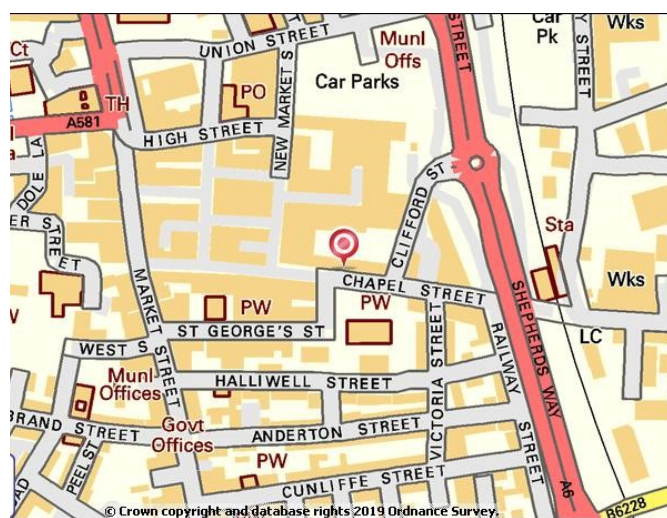 Ct
UNION STREET
Munl
Offs
STREET
Car
Pk
Y STREET
Wks
Car Parks
PO
TH
A581
HIGH STREET
NEW MARKET S
DOLE LA
ER STREET
CLIFFORD ST
Sta
Wks
MARKET STREET
PW
CHAPEL STREET
PW
ST GEORGE'S ST
SHEPHERDS WAY
LC
WEST S
Munl
Offices
HALLIWELL STREET
VICTORIA STREET
RAILWAY STREET
BRAND STREET
Govt
Offices
ANDERTON STREET
PEEL ST
PW
CUNLIFFE STREET
A6
B6228
© Crown copyright and database rights 2019 Ordnance Survey.